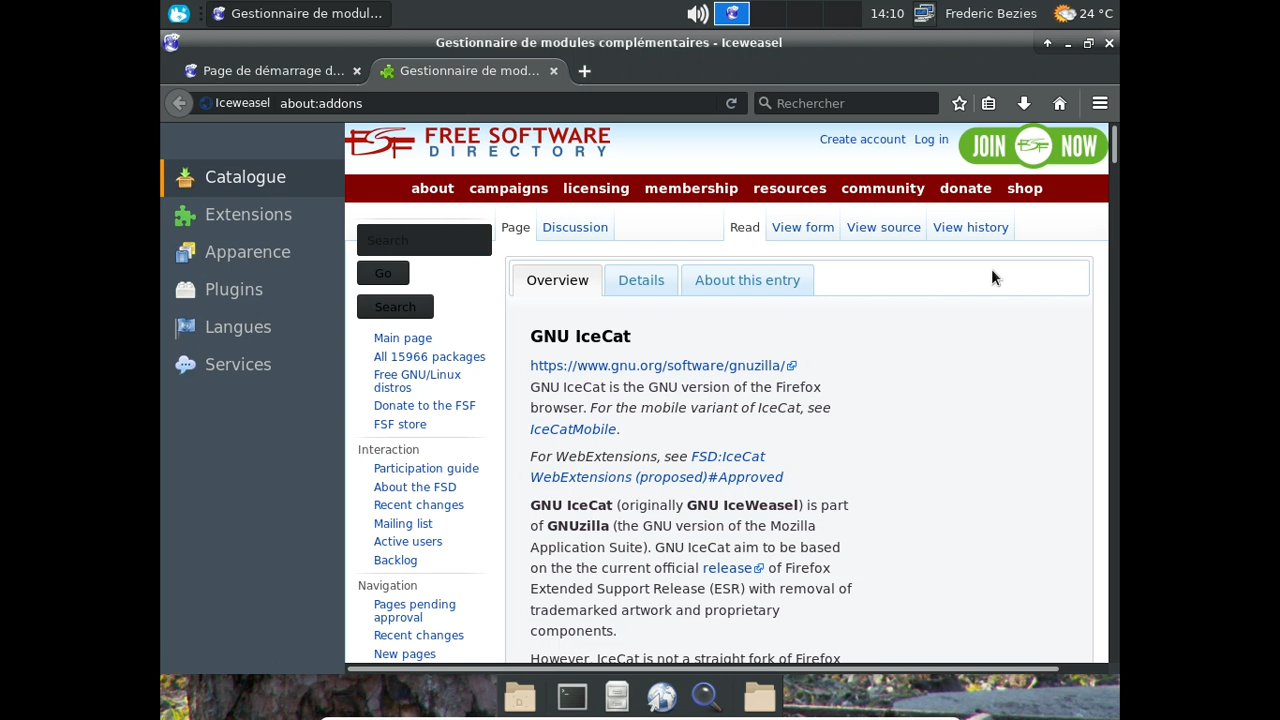 Gestionnaire de modul...
14:10
Frederic Bezies
24 °C
Gestionnaire de modules complémentaires - Iceweasel
Page de démarrage d...
Gestionnaire de mod...
Iceweasel
about:addons
Rechercher
Catalogue
Extensions
Apparence
Plugins
Langues
Services
FSF
FREE SOFTWARE
DIRECTORY
Create account
Log in
JOIN FSF NOW
about
campaigns
licensing
membership
resources
community
donate
shop
Search
Go
Search
Page
Discussion
Read
View form
View source
View history
Main page
All 15966 packages
Free GNU/Linux
distros
Donate to the FSF
FSF store
Interaction
Participation guide
About the FSD
Recent changes
Mailing list
Active users
Backlog
Navigation
Pages pending
approval
Recent changes
New pages
Overview
Details
About this entry
GNU IceCat
https://www.gnu.org/software/gnuzilla/
GNU IceCat is the GNU version of the Firefox
browser. For the mobile variant of IceCat, see
IceCatMobile.
For WebExtensions, see FSD:IceCat
WebExtensions (proposed)#Approved
GNU IceCat (originally GNU IceWeasel) is part
of GNUzilla (the GNU version of the Mozilla
Application Suite). GNU IceCat aim to be based
on the the current official release of Firefox
Extended Support Release (ESR) with removal of
trademarked artwork and proprietary
components.
However, IceCat is not a straight fork of Firefox